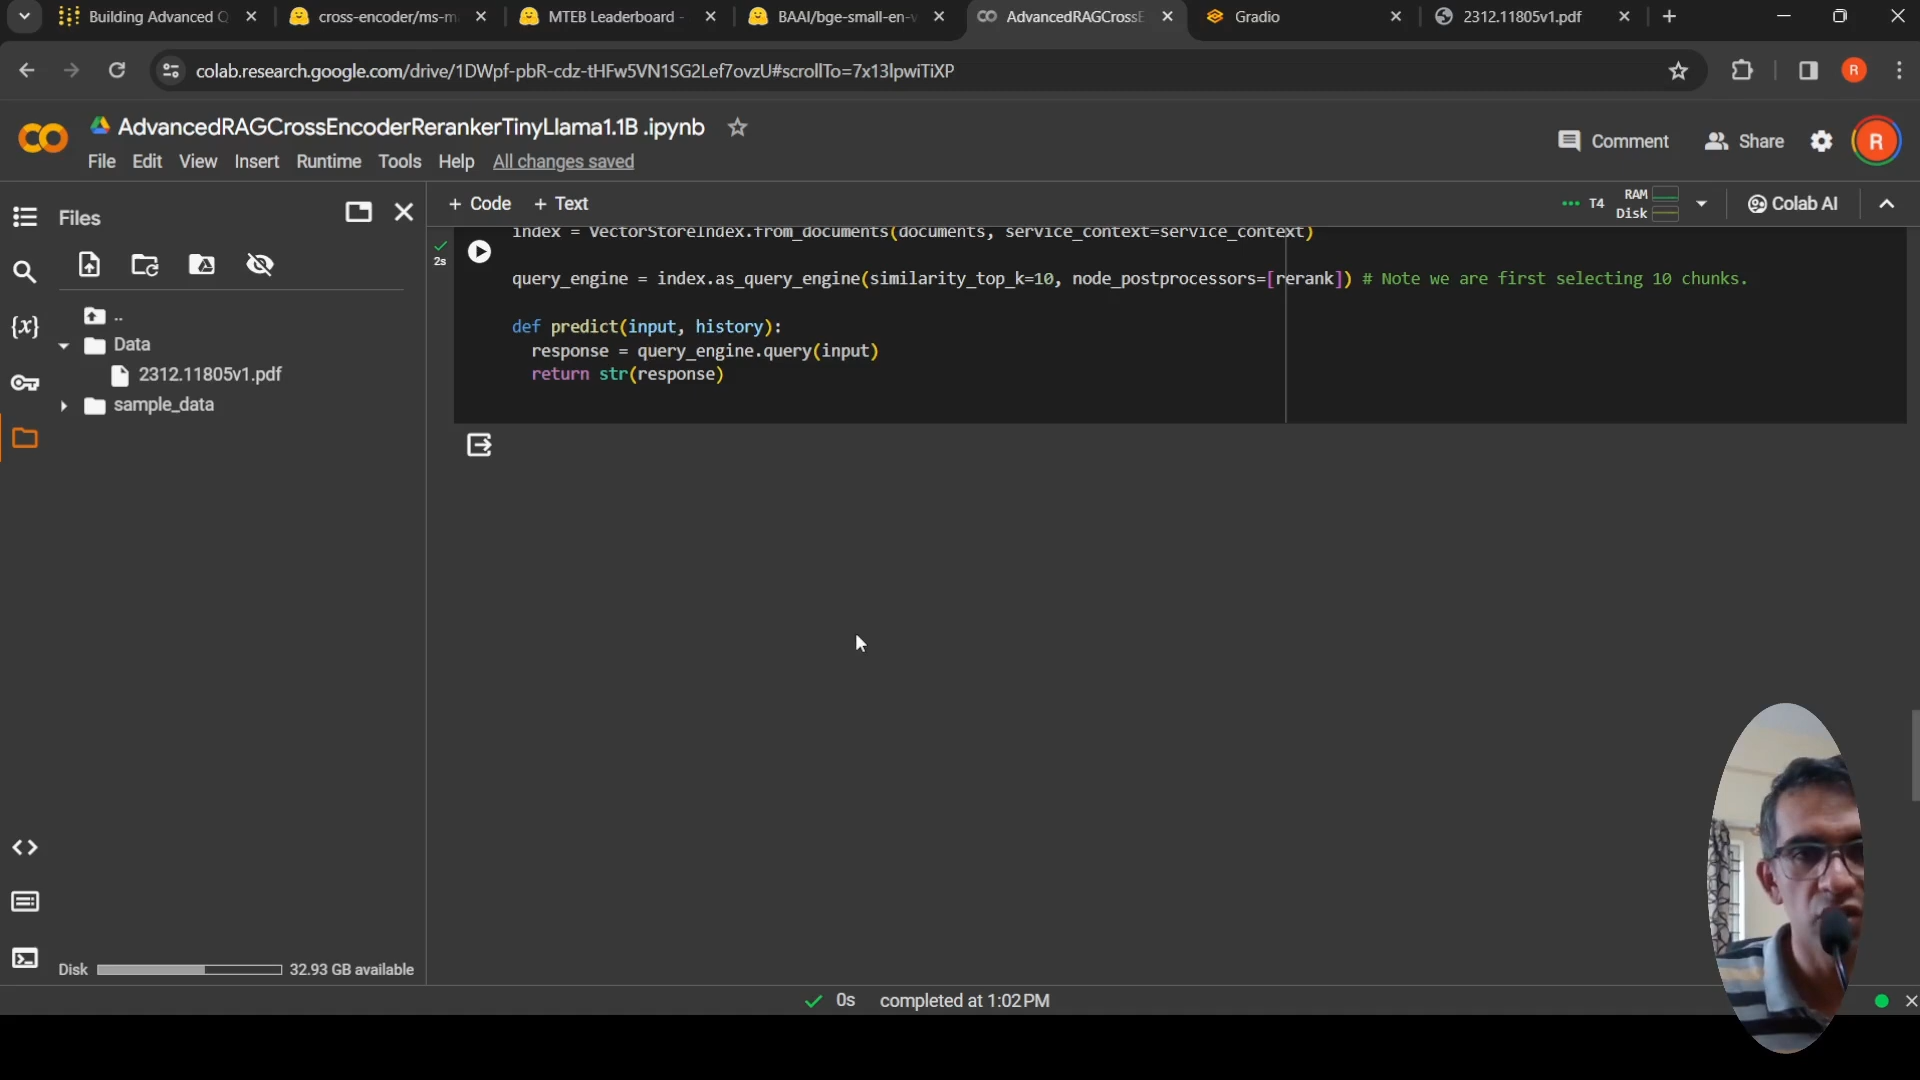 Building Advanced Q
cross-encoder/ms-m
MTEB Leaderboard -
BAAI/bge-small-en-v
AdvancedRAGCrossE
Gradio
2312.11805v1.pdf
colab.research.google.com/drive/1DWpf-pbR-cdz-tHFw5VN1SG2Lef7ovzU#scrollTo=7x13lpwiTiXP
R
AdvancedRAGCrossEncoderRerankerTinyLlama1.1B .ipynb
Comment
Share
R
File Edit View Insert Runtime Tools Help All changes saved
Files
+ Code + Text
T4
RAM
Disk
Colab AI
index = VectorStoreIndex.from_documents(documents, service_context=service_context)
2s
query_engine = index.as_query_engine(similarity_top_k=10, node_postprocessors=[rerank]) # Note we are first selecting 10 chunks.
def predict(input, history):
response = query_engine.query(input)
return str(response)
{x}
..
Data
2312.11805v1.pdf
sample_data
Disk
32.93 GB available
0s completed at 1:02 PM